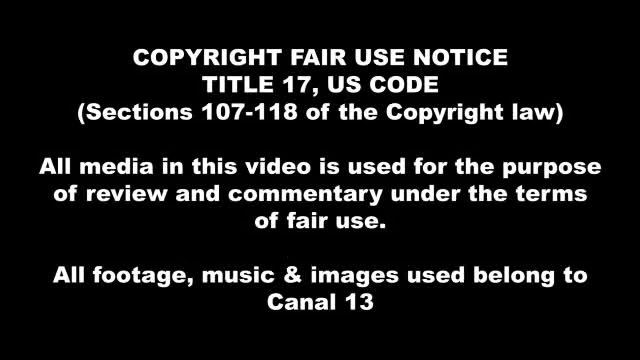 COPYRIGHT FAIR USE NOTICE
TITLE 17, US CODE
(Sections 107-118 of the Copyright law)
All media in this video is used for the purpose
of review and commentary under the terms
of fair use.
All footage, music & images used belong to
Canal 13